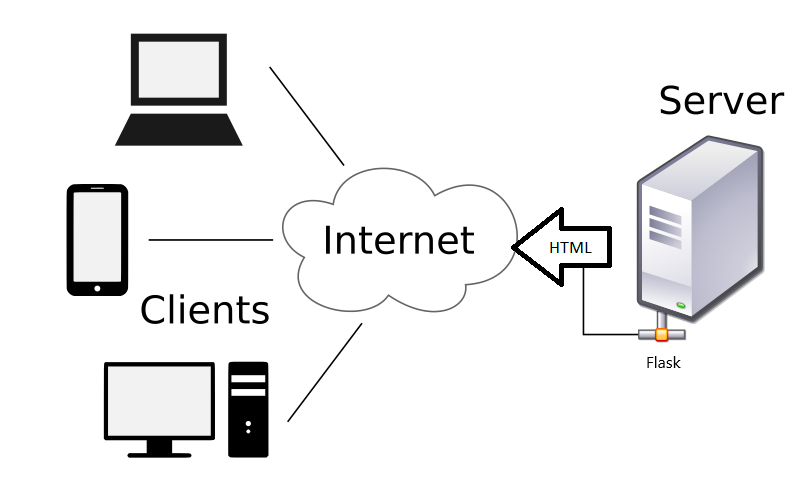 Server
Internet
HTML
Clients
Flask